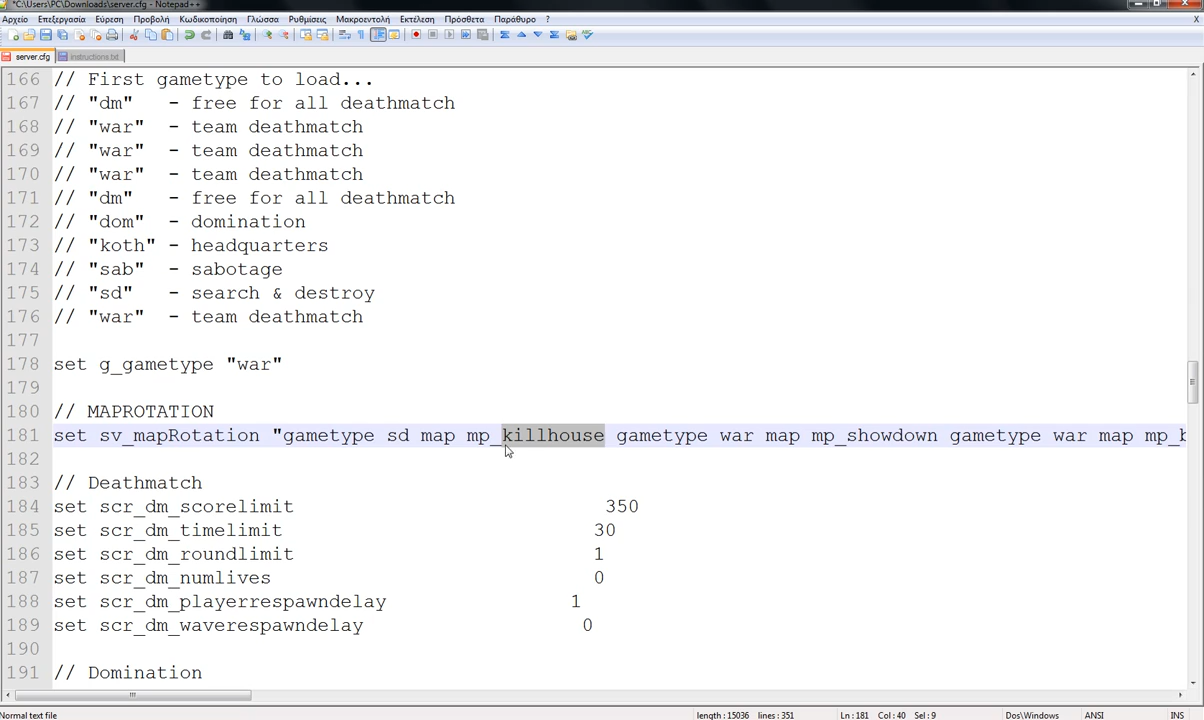 *C:\Users\PC\Downloads\server.cfg - Notepad++
Αρχείο Επεξεργασία Εύρεση Προβολή Κωδικοποίηση Γλώσσα Ρυθμίσεις Μακροεντολή Εκτέλεση Πρόσθετα Παράθυρο ? X
server.cfg instructions.txt
166 // First gametype to load...
167 // "dm" - free for all deathmatch
168 // "war" - team deathmatch
169 // "war" - team deathmatch
170 // "war" - team deathmatch
171 // "dm" - free for all deathmatch
172 // "dom" - domination
173 // "koth" - headquarters
174 // "sab" - sabotage
175 // "sd" - search & destroy
176 // "war" - team deathmatch
177
178 set g_gametype "war"
179
180 // MAPROTATION
181 set sv_mapRotation "gametype sd map mp_killhouse gametype war map mp_showdown gametype war map mp_b
182
183 // Deathmatch
184 set scr_dm_scorelimit 350
185 set scr_dm_timelimit 30
186 set scr_dm_roundlimit 1
187 set scr_dm_numlives 0
188 set scr_dm_playerrespawndelay 1
189 set scr_dm_waverespawndelay 0
190
191 // Domination
Normal text file length : 15036 lines : 351 Ln : 181 Col : 40 Sel : 9 Dos\Windows ANSI INS